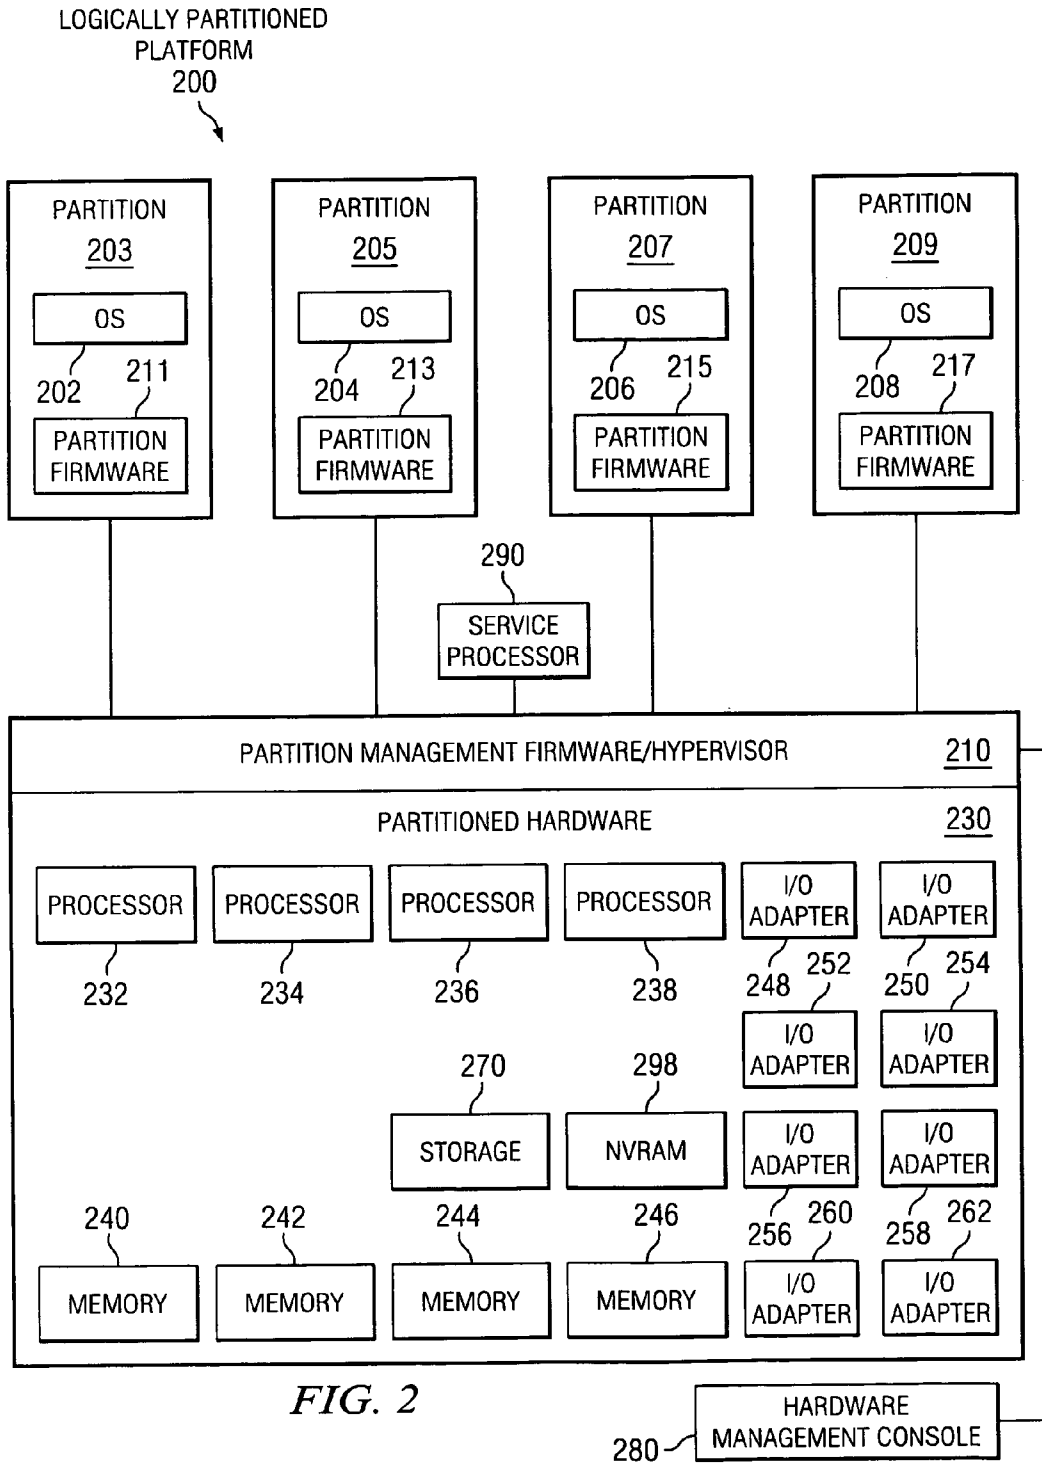 LOGICALLY PARTITIONED
PLATFORM
200
PARTITION
203
OS
202
211
PARTITION
FIRMWARE
PARTITION
205
OS
204
213
PARTITION
FIRMWARE
PARTITION
207
OS
206
215
PARTITION
FIRMWARE
PARTITION
209
OS
208
217
PARTITION
FIRMWARE
290
SERVICE
PROCESSOR
PARTITION MANAGEMENT FIRMWARE/HYPERVISOR 210
PARTITIONED HARDWARE 230
PROCESSOR
232
PROCESSOR
234
PROCESSOR
236
PROCESSOR
238
I/O
ADAPTER
248
I/O
ADAPTER
250
252
I/O
ADAPTER
254
I/O
ADAPTER
270
STORAGE
298
NVRAM
I/O
ADAPTER
256
I/O
ADAPTER
258
240
MEMORY
242
MEMORY
244
MEMORY
246
MEMORY
260
I/O
ADAPTER
262
I/O
ADAPTER
FIG. 2
280
HARDWARE
MANAGEMENT CONSOLE